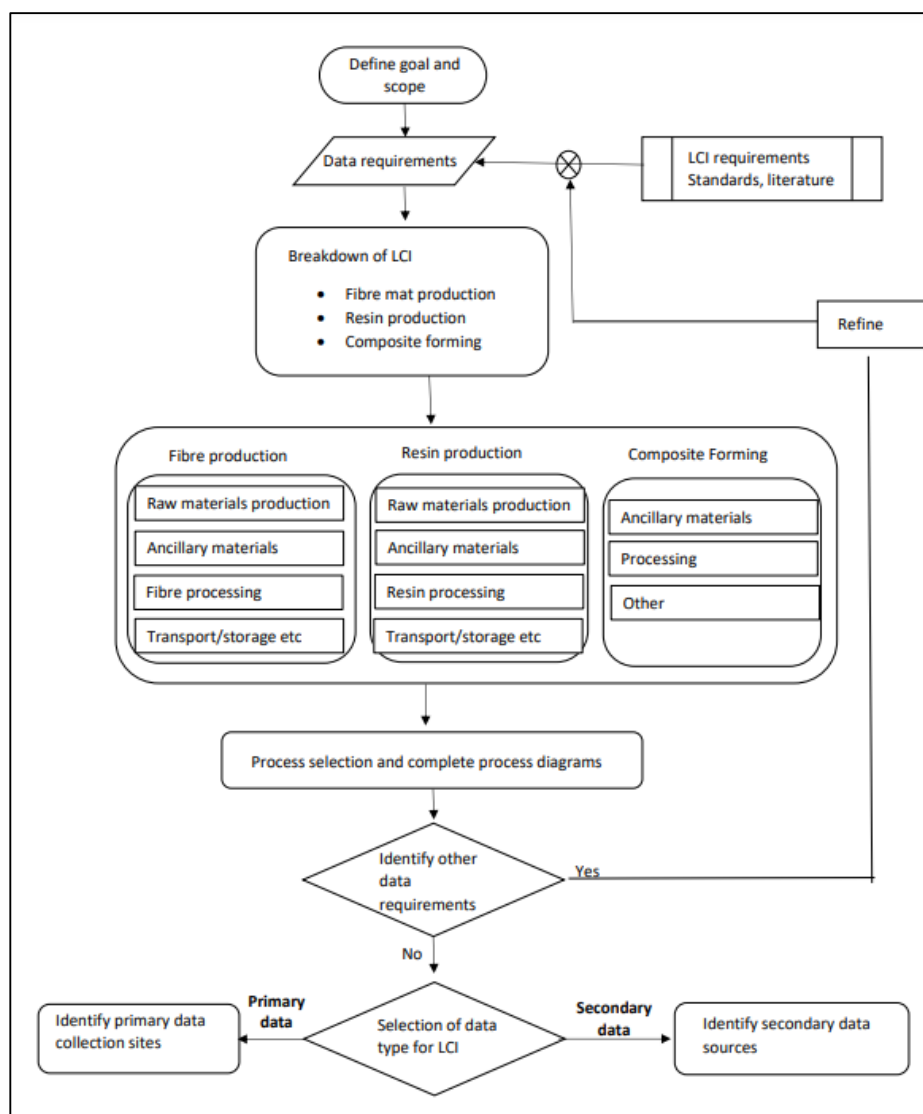 Define goal and
scope
Data requirements
LCI requirements
Standards, literature
Breakdown of LCI
• Fibre mat production
• Resin production
• Composite forming
Refine
Fibre production
Raw materials production
Ancillary materials
Fibre processing
Transport/storage etc
Resin production
Raw materials production
Ancillary materials
Resin processing
Transport/storage etc
Composite Forming
Ancillary materials
Processing
Other
Process selection and complete process diagrams
Identify other
data
requirements
Yes
No
Primary
data
Selection of data
type for LCI
Secondary
data
Identify primary data
collection sites
Identify secondary data
sources